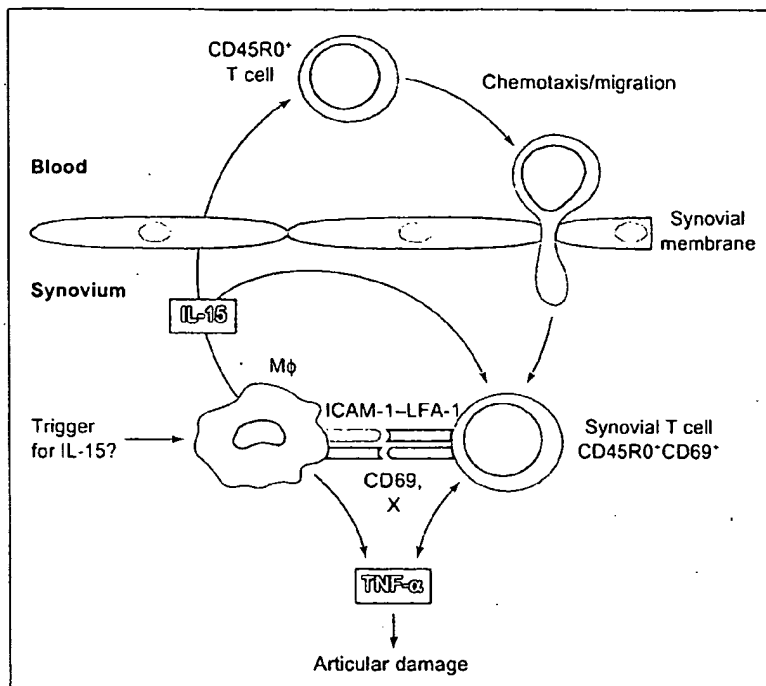 CD45R0⁺
T cell
Chemotaxis/migration
Blood
Synovial
membrane
Synovium
IL-15
Mϕ
ICAM-1–LFA-1
Trigger
for IL-15?
Synovial T cell
CD45R0⁺CD69⁺
CD69,
X
TNF-α
Articular damage